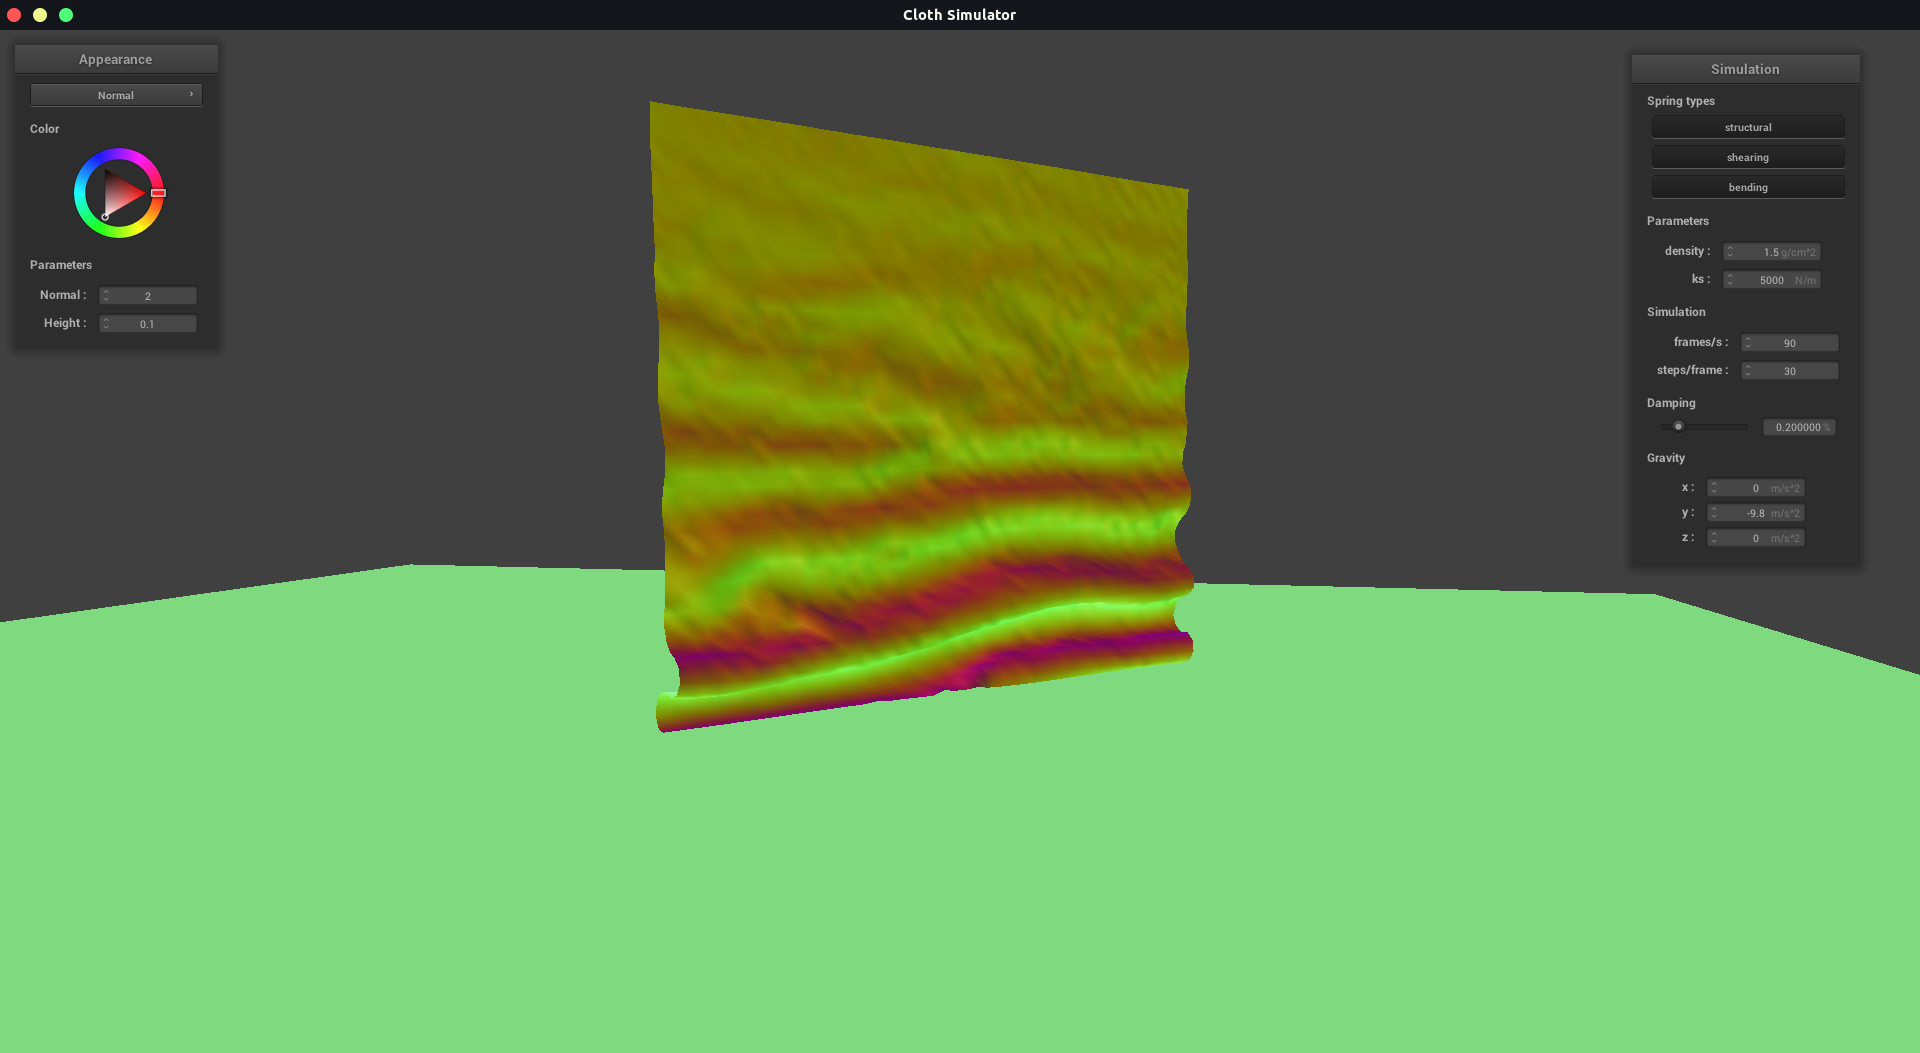 Cloth Simulator
Appearance
Normal ›
Color
Parameters
Normal : 2
Height : 0.1
Simulation
Spring types
structural
shearing
bending
Parameters
density : 1.5 g/cm^2
ks : 5000 N/m
Simulation
frames/s : 90
steps/frame : 30
Damping
0.200000 %
Gravity
x : 0 m/s^2
y : -9.8 m/s^2
z : 0 m/s^2